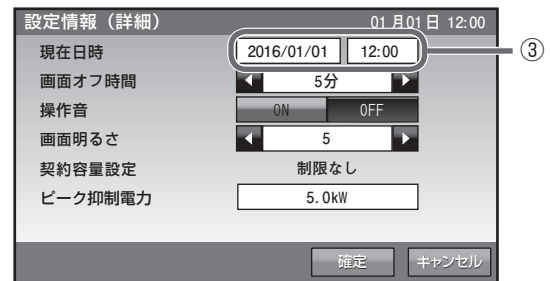 設定情報（詳細） 01月01日 12:00
現在日時 2016/01/01 12:00 ③
画面オフ時間 5分
操作音 ON OFF
画面明るさ 5
契約容量設定 制限なし
ピーク抑制電力 5.0kW
確定 キャンセル